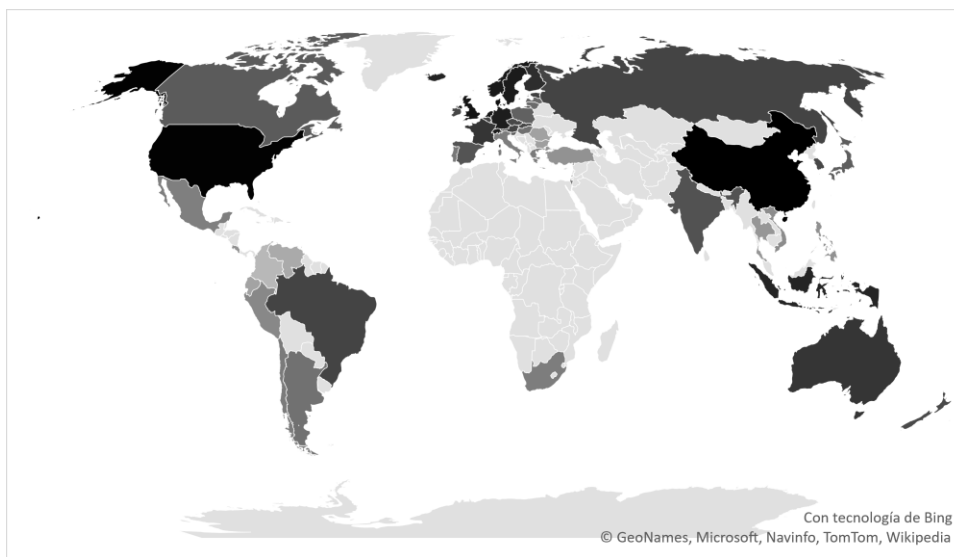 Con tecnología de Bing
© GeoNames, Microsoft, Navinfo, TomTom, Wikipedia